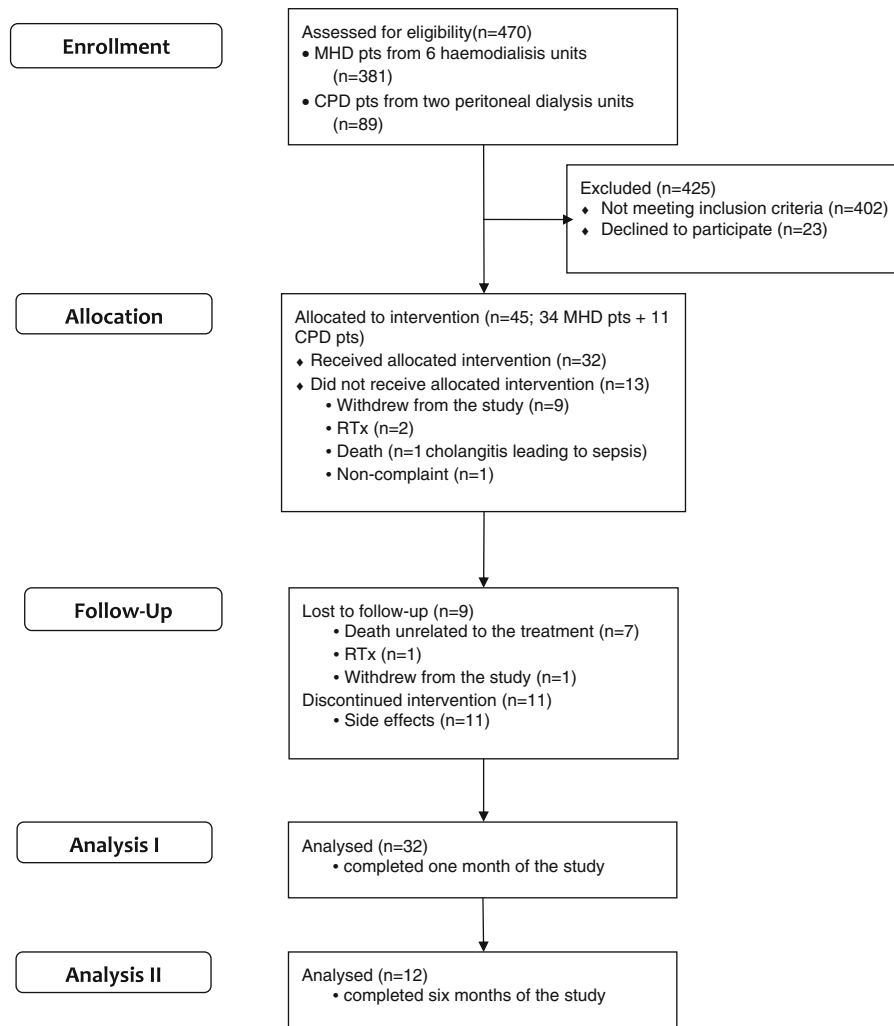 Enrollment
Assessed for eligibility(n=470)
• MHD pts from 6 haemodialisis units
(n=381)
• CPD pts from two peritoneal dialysis units
(n=89)
Excluded (n=425)
♦ Not meeting inclusion criteria (n=402)
♦ Declined to participate (n=23)
Allocation
Allocated to intervention (n=45; 34 MHD pts + 11
CPD pts)
♦ Received allocated intervention (n=32)
♦ Did not receive allocated intervention (n=13)
• Withdrew from the study (n=9)
• RTx (n=2)
• Death (n=1 cholangitis leading to sepsis)
• Non-complaint (n=1)
Follow-Up
Lost to follow-up (n=9)
• Death unrelated to the treatment (n=7)
• RTx (n=1)
• Withdrew from the study (n=1)
Discontinued intervention (n=11)
• Side effects (n=11)
Analysis I
Analysed (n=32)
• completed one month of the study
Analysis II
Analysed (n=12)
• completed six months of the study